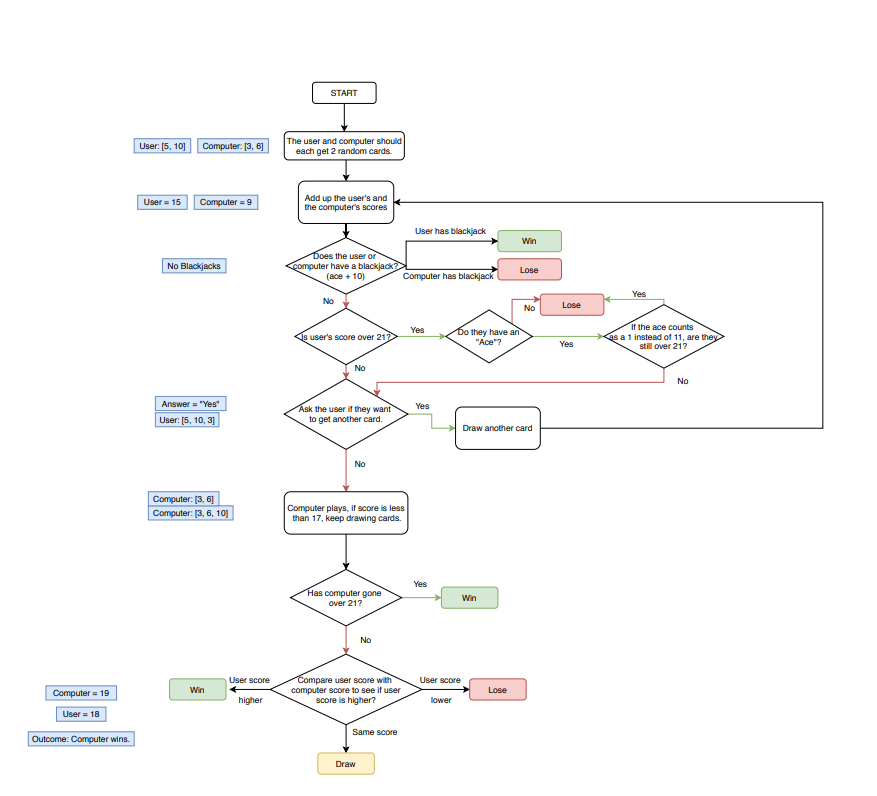 START
User: [5, 10]
Computer: [3, 6]
The user and computer should
each get 2 random cards.
User = 15
Computer = 9
Add up the user's and
the computer's scores
No Blackjacks
Does the user or
computer have a blackjack?
(ace + 10)
User has blackjack
Win
Computer has blackjack
Lose
No
Is user's score over 21?
Yes
Do they have an
"Ace"?
No
Lose
Yes
Yes
If the ace counts
as a 1 instead of 11, are they
still over 21?
No
No
Answer = "Yes"
User: [5, 10, 3]
Ask the user if they want
to get another card.
Yes
Draw another card
No
Computer: [3, 6]
Computer: [3, 6, 10]
Computer plays, if score is less
than 17, keep drawing cards.
Has computer gone
over 21?
Yes
Win
No
Computer = 19
User = 18
Outcome: Computer wins.
Win
User score
higher
Compare user score with
computer score to see if user
score is higher?
User score
lower
Lose
Same score
Draw